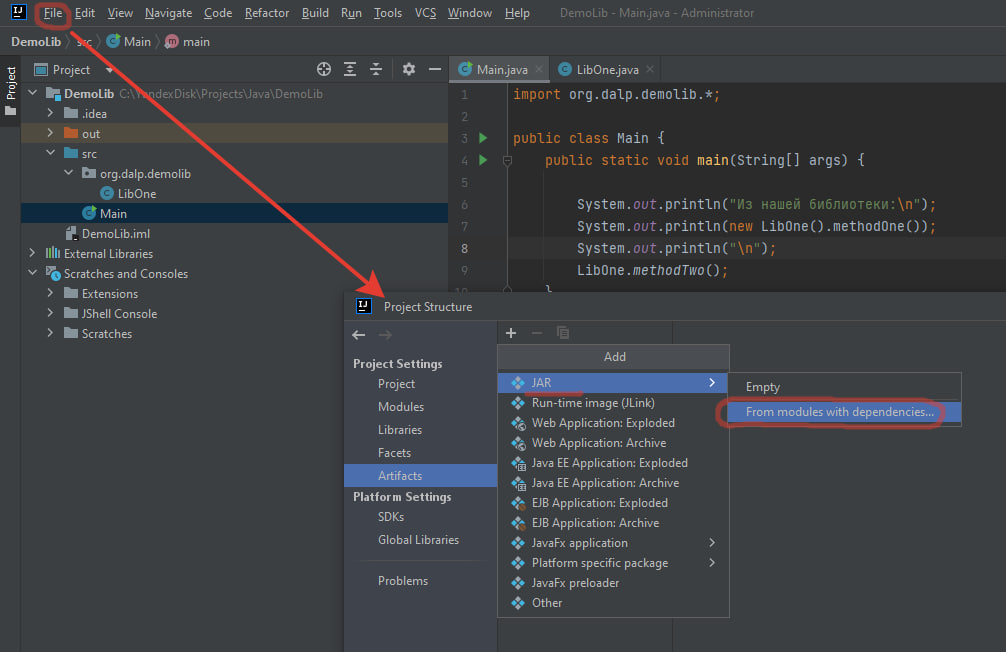 File Edit View Navigate Code Refactor Build Run Tools VCS Window Help DemoLib - Main.java - Administrator
DemoLib src Main main
Project
Project
Main.java LibOne.java
DemoLib C:\YandexDisk\Projects\Java\DemoLib
.idea
out
src
org.dalp.demolib
LibOne
Main
DemoLib.iml
External Libraries
Scratches and Consoles
Extensions
JShell Console
Scratches
1 import org.dalp.demolib.*;
2
3 public class Main {
4 public static void main(String[] args) {
5
6 System.out.println("Из нашей библиотеки:\n");
7 System.out.println(new LibOne().methodOne());
8 System.out.println("\n");
9 LibOne.methodTwo();
10 }
Project Structure
Project Settings
Project
Modules
Libraries
Facets
Artifacts
Platform Settings
SDKs
Global Libraries
Problems
Add
JAR
Run-time image (JLink)
Web Application: Exploded
Web Application: Archive
Java EE Application: Exploded
Java EE Application: Archive
EJB Application: Exploded
EJB Application: Archive
JavaFx application
Platform specific package
JavaFx preloader
Other
Empty
From modules with dependencies...